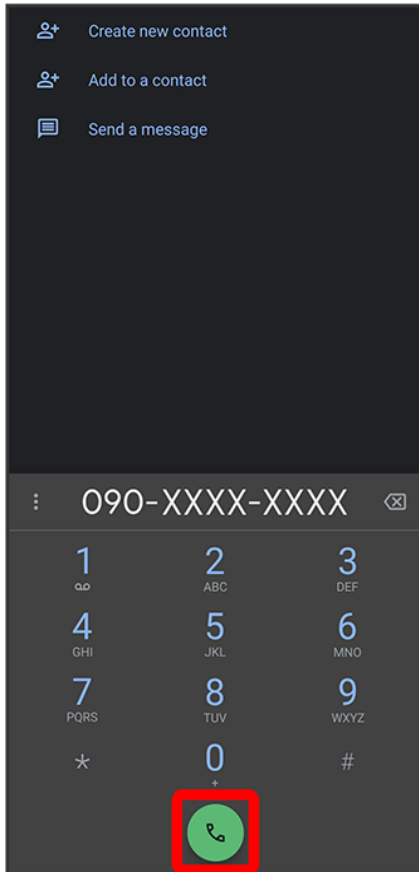 Create new contact
Add to a contact
Send a message
090-XXXX-XXXX
1 2 3
ABC DEF
4 5 6
GHI JKL MNO
7 8 9
PQRS TUV WXYZ
* 0 #
+